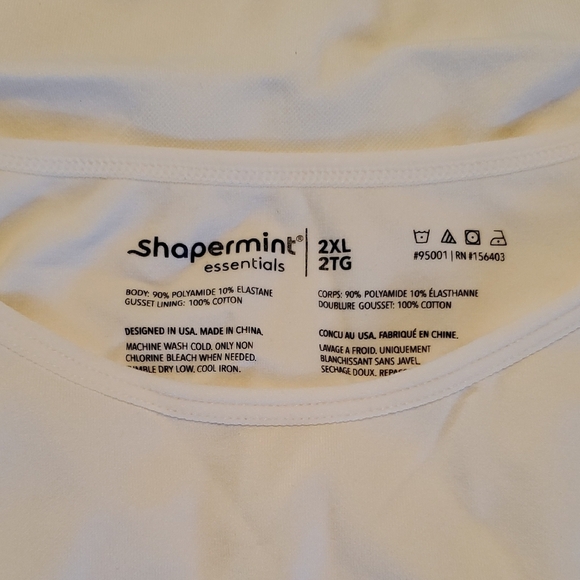 shapermint®
essentials
2XL
2TG
#95001 | RN #156403
BODY: 90% POLYAMIDE 10% ELASTANE
GUSSET LINING: 100% COTTON
DESIGNED IN USA. MADE IN CHINA.
MACHINE WASH COLD, ONLY NON
CHLORINE BLEACH WHEN NEEDED.
TUMBLE DRY LOW, COOL IRON.
CORPS: 90% POLYAMIDE 10% ÉLASTHANNE
DOUBLURE GOUSSET: 100% COTTON
CONCU AU USA. FABRIQUÉ EN CHINE.
LAVAGE A FROID, UNIQUEMENT
BLANCHISSANT SANS JAVEL,
SECHAGE DOUX.